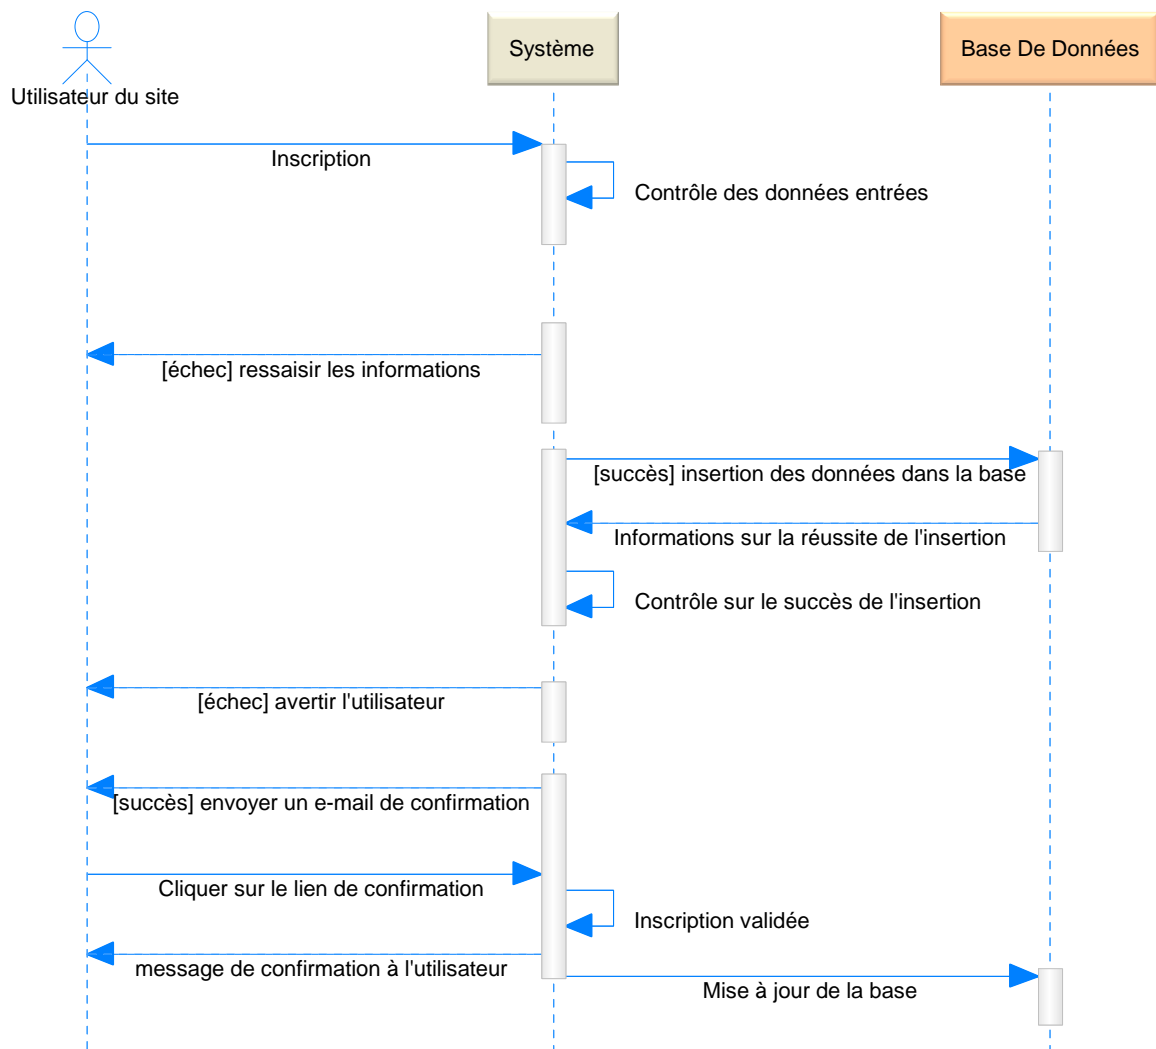 Système
Base De Données
Utilisateur du site
Inscription
Contrôle des données entrées
[échec] ressaisir les informations
[succès] insertion des données dans la base
Informations sur la réussite de l'insertion
Contrôle sur le succès de l'insertion
[échec] avertir l'utilisateur
[succès] envoyer un e-mail de confirmation
Cliquer sur le lien de confirmation
Inscription validée
message de confirmation à l'utilisateur
Mise à jour de la base